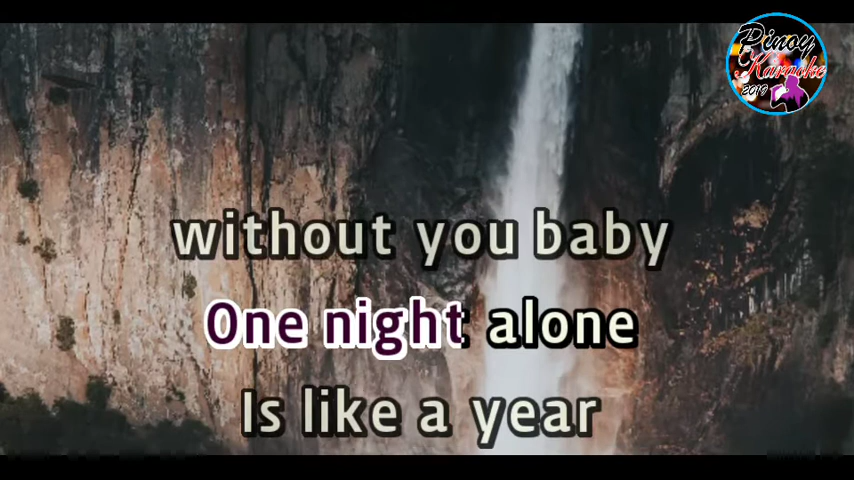 Pinoy
Karaoke
2019
without you baby
One night alone
Is like a year